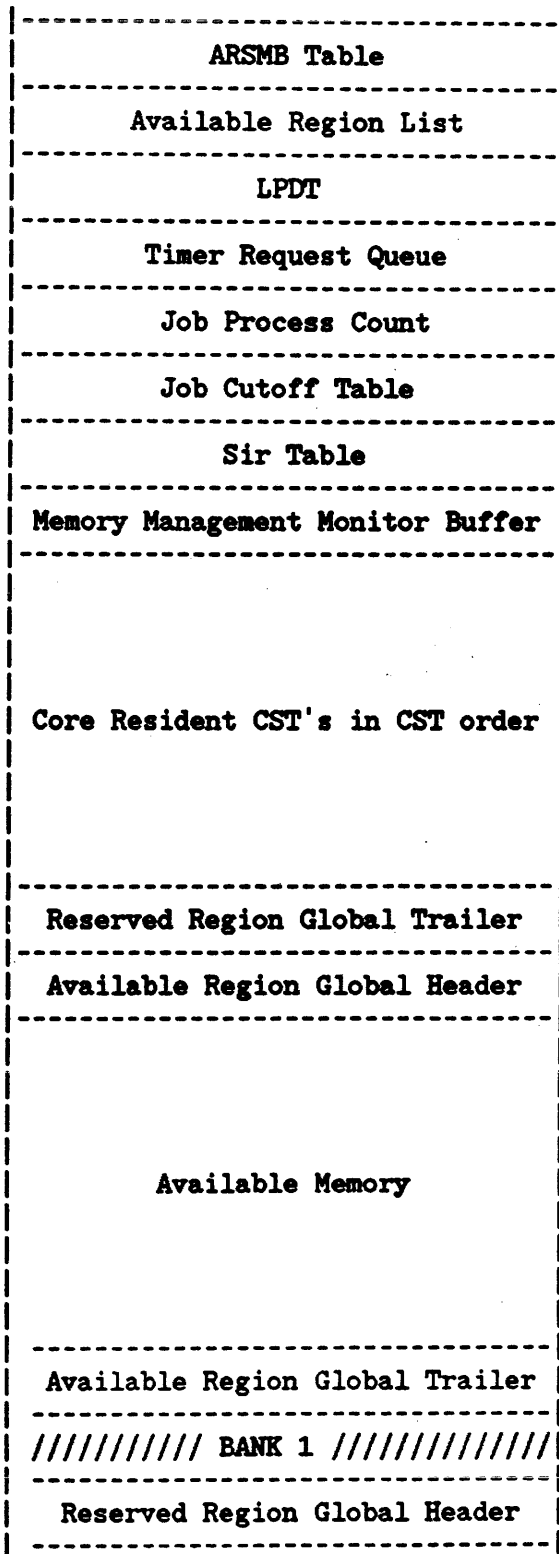 ARSMB Table
Available Region List
LPDT
Timer Request Queue
Job Process Count
Job Cutoff Table
Sir Table
Memory Management Monitor Buffer
Core Resident CST's in CST order
Reserved Region Global Trailer
Available Region Global Header
Available Memory
Available Region Global Trailer
/////////// BANK 1 //////////////
Reserved Region Global Header